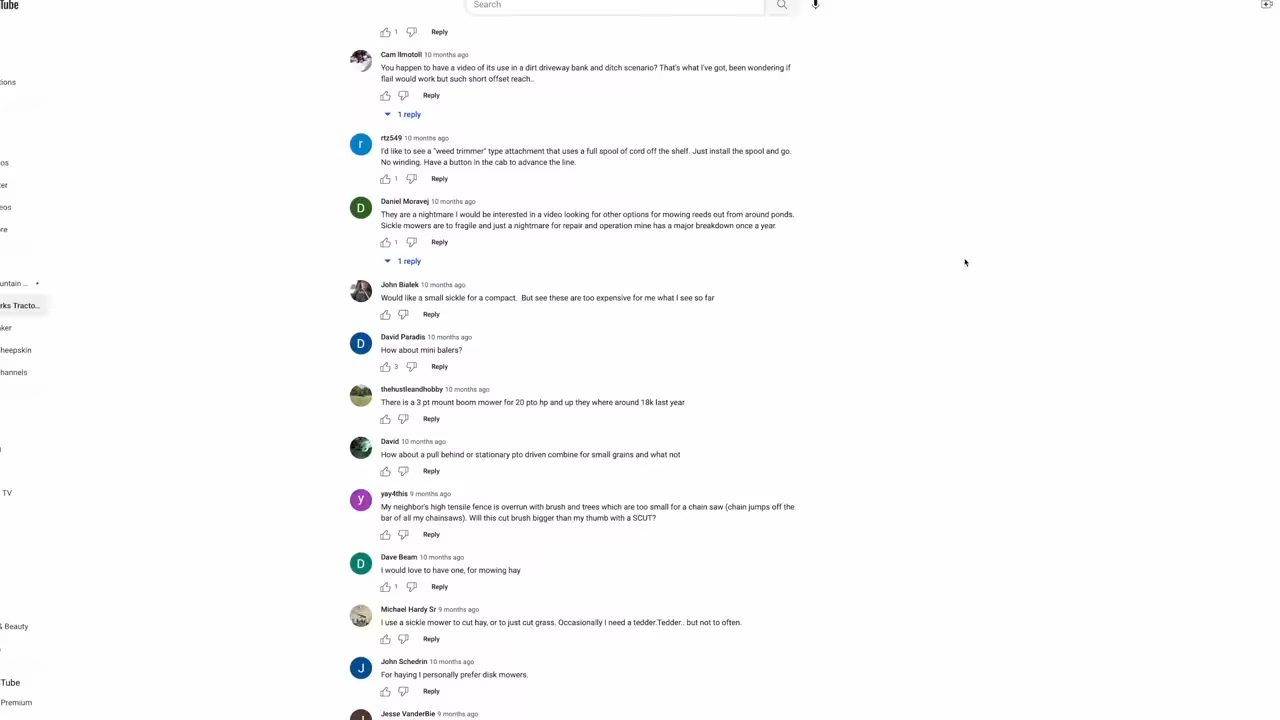 Tube
Search
1 Reply
Cam Ilmotoll 10 months ago
You happen to have a video of its use in a dirt driveway bank and ditch scenario? That's what I've got, been wondering if
flail would work but such short offset reach..
Reply
1 reply
tions
r
rtz549 10 months ago
I'd like to see a "weed trimmer" type attachment that uses a full spool of cord off the shelf. Just install the spool and go.
No winding. Have a button in the cab to advance the line.
1 Reply
os
ter
eos
re
D
Daniel Moravej 10 months ago
They are a nightmare I would be interested in a video looking for other options for mowing reeds out from around ponds.
Sickle mowers are to fragile and just a nightmare for repair and operation mine has a major breakdown once a year.
1 Reply
1 reply
untain ...
rks Tracto...
ker
heepskin
hannels
John Bialek 10 months ago
Would like a small sickle for a compact. But see these are too expensive for me what I see so far
Reply
D
David Paradis 10 months ago
How about mini balers?
3 Reply
thehustleandhobby 10 months ago
There is a 3 pt mount boom mower for 20 pto hp and up they where around 18k last year
Reply
David 10 months ago
How about a pull behind or stationary pto driven combine for small grains and what not
Reply
TV
y
yay4this 9 months ago
My neighbor's high tensile fence is overrun with brush and trees which are too small for a chain saw (chain jumps off the
bar of all my chainsaws). Will this cut brush bigger than my thumb with a SCUT?
Reply
D
Dave Beam 10 months ago
I would love to have one, for mowing hay
1 Reply
Michael Hardy Sr 9 months ago
I use a sickle mower to cut hay, or to just cut grass. Occasionally I need a tedder.Tedder.. but not to often.
Reply
& Beauty
J
John Schedrin 10 months ago
For haying I personally prefer disk mowers.
Reply
Tube
Premium
Jesse VanderBie 9 months ago